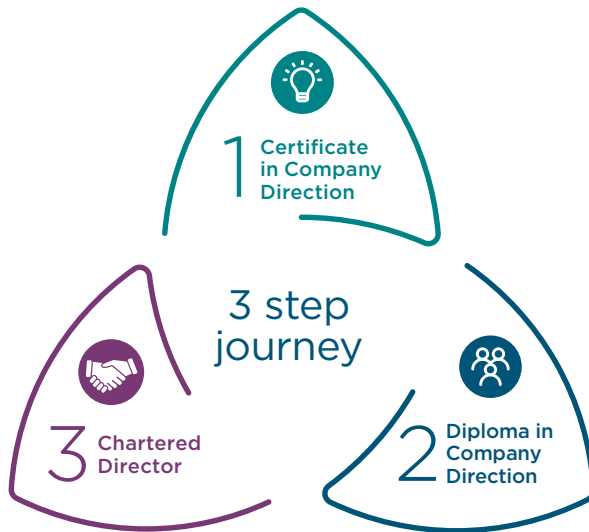 1 Certificate
in Company
Direction
3 step
journey
2 Diploma in
Company
Direction
3 Chartered
Director